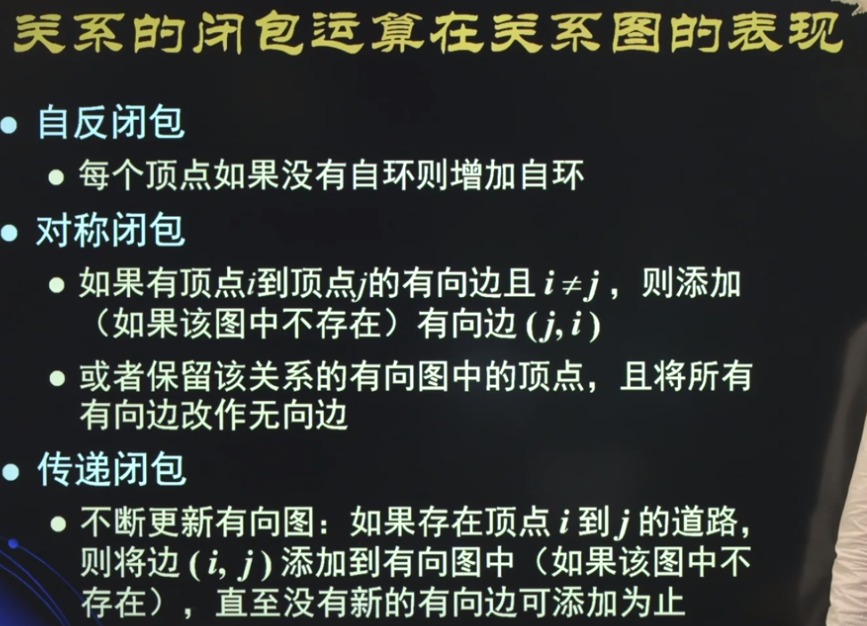 关系的闭包运算在关系图的表现
• 自反闭包
• 每个顶点如果没有自环则增加自环
• 对称闭包
• 如果有顶点i到顶点j的有向边且 i ≠ j ，则添加
（如果该图中不存在）有向边 ( j, i )
• 或者保留该关系的有向图中的顶点，且将所有
有向边改作无向边
• 传递闭包
• 不断更新有向图：如果存在顶点 i 到 j 的道路，
则将边 ( i, j ) 添加到有向图中（如果该图中不
存在），直至没有新的有向边可添加为止